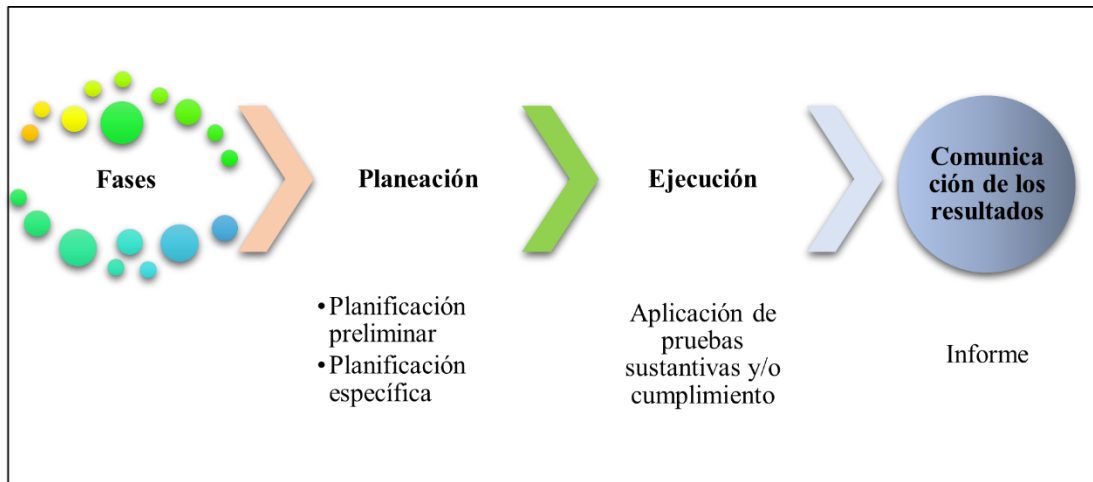 Fases
Planeación
Ejecución
Comunica
ción de los
resultados
•Planificación
preliminar
•Planificación
específica
Aplicación de
pruebas
sustantivas y/o
cumplimiento
Informe